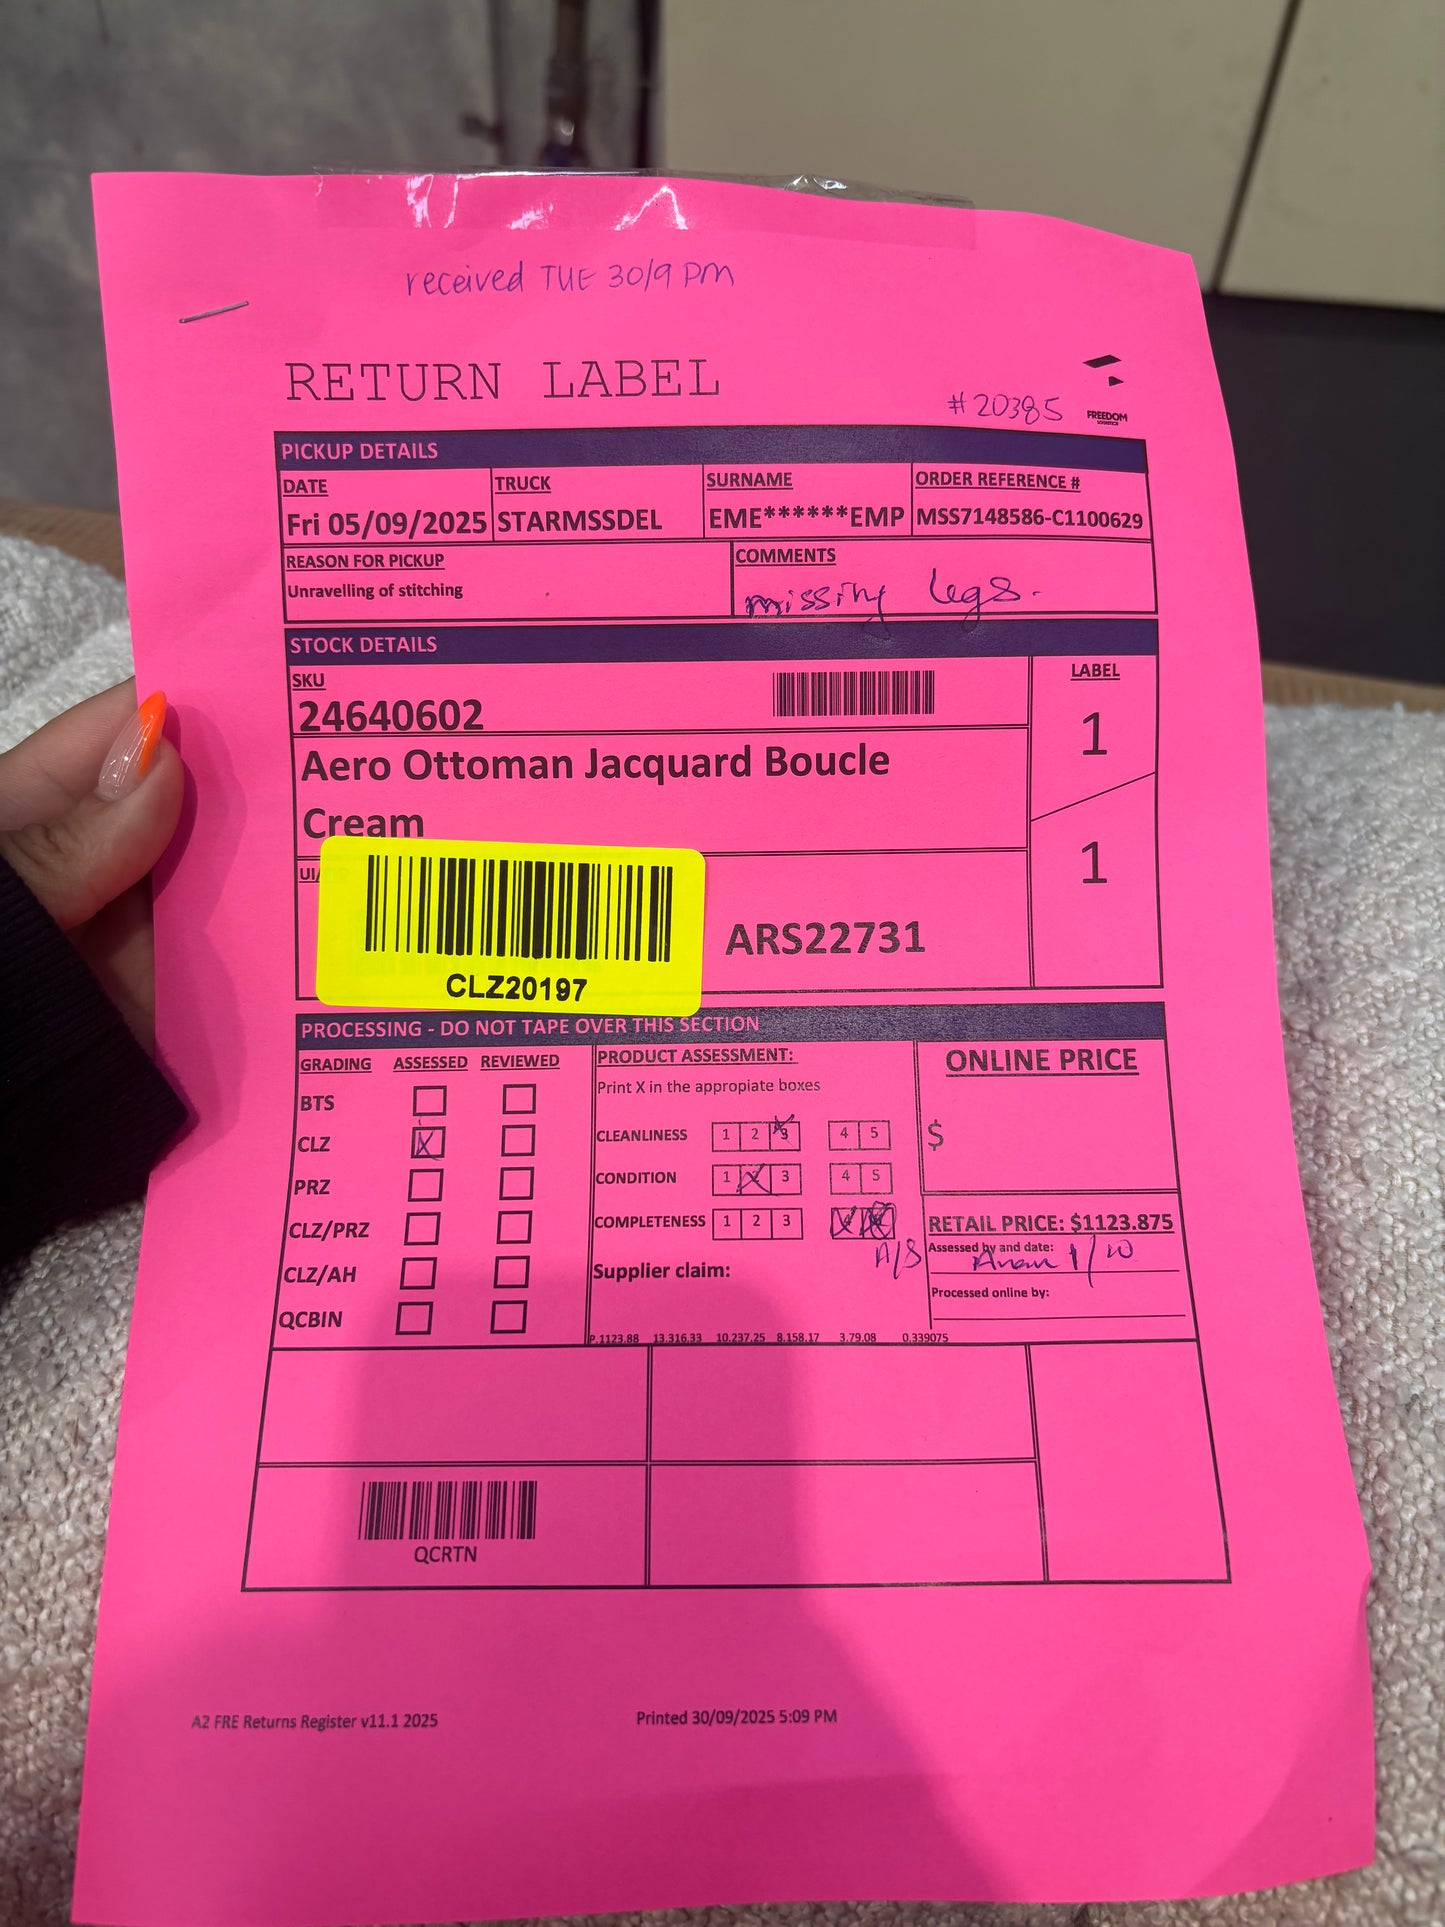 received TUE 30/9 PM
RETURN LABEL
#20385
FREEDOM
PICKUP DETAILS
DATE TRUCK SURNAME ORDER REFERENCE #
Fri 05/09/2025 STARMSSDEL EME******EMP MSS7148586-C1100629
REASON FOR PICKUP COMMENTS
Unravelling of stitching missing legs.
STOCK DETAILS
SKU LABEL
24640602 1
Aero Ottoman Jacquard Boucle
Cream
1
UI/
ARS22731
CLZ20197
PROCESSING - DO NOT TAPE OVER THIS SECTION
GRADING ASSESSED REVIEWED PRODUCT ASSESSMENT: ONLINE PRICE
Print X in the appropiate boxes
BTS
CLZ X CLEANLINESS 1 2 3 4 5 $
PRZ CONDITION 1 X 3 4 5
CLZ/PRZ COMPLETENESS 1 2 3 X X RETAIL PRICE: $1123.875
A/S Assessed by and date: 1/10
CLZ/AH Supplier claim:
Processed online by:
QCBIN
P.1123.88 13.316.33 10.237.25 8.158.17 3.79.08 0.339075
QCRTN
A2 FRE Returns Register v11.1 2025 Printed 30/09/2025 5:09 PM